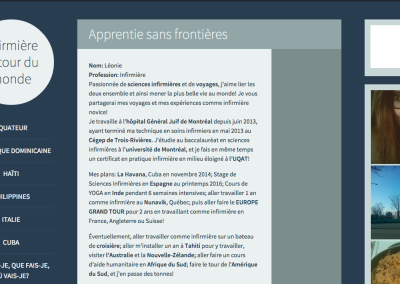 Apprentie sans frontières
firmière
tour du
onde
QUATEUR
QUE DOMINICAINE
HAÏTI
ILIPPINES
ITALIE
CUBA
-JE, QUE FAIS-JE,
Ù VAIS-JE?
Nom: Léonie
Profession: Infirmière
Passionnée de sciences infirmières et de voyages, j'aime lier les
deux ensemble et ainsi mener la plus belle vie au monde! Je vous
partagerai mes voyages et mes expériences comme infirmière
novice!
Je travaille à l'hôpital Général Juif de Montréal depuis juin 2013,
ayant terminé ma technique en soins infirmiers en mai 2013 au
Cégep de Trois-Rivières. J'étudie au baccalauréat en sciences
infirmières à l'université de Montréal, et je fais en même temps
un certificat en pratique infirmière en milieu éloigné à l'UQAT!
Mes plans: La Havana, Cuba en novembre 2014; Stage de
Sciences Infirmières en Espagne au printemps 2016; Cours de
YOGA en Inde pendant 6 semaines intensives; aller travailler 1 an
comme infirmière au Nunavik, Québec; puis aller faire le EUROPE
GRAND TOUR pour 2 ans en travaillant comme infirmière en
France, Angleterre ou Suisse!
Éventuellement, aller travailler comme infirmière sur un bateau
de croisière; aller m'installer un an à Tahiti pour y travailler,
visiter l'Australie et la Nouvelle-Zélande; aller faire un cours
d'aide humanitaire en Afrique du Sud; faire le tour de l'Amérique
du Sud, et j'en passe des tonnes!